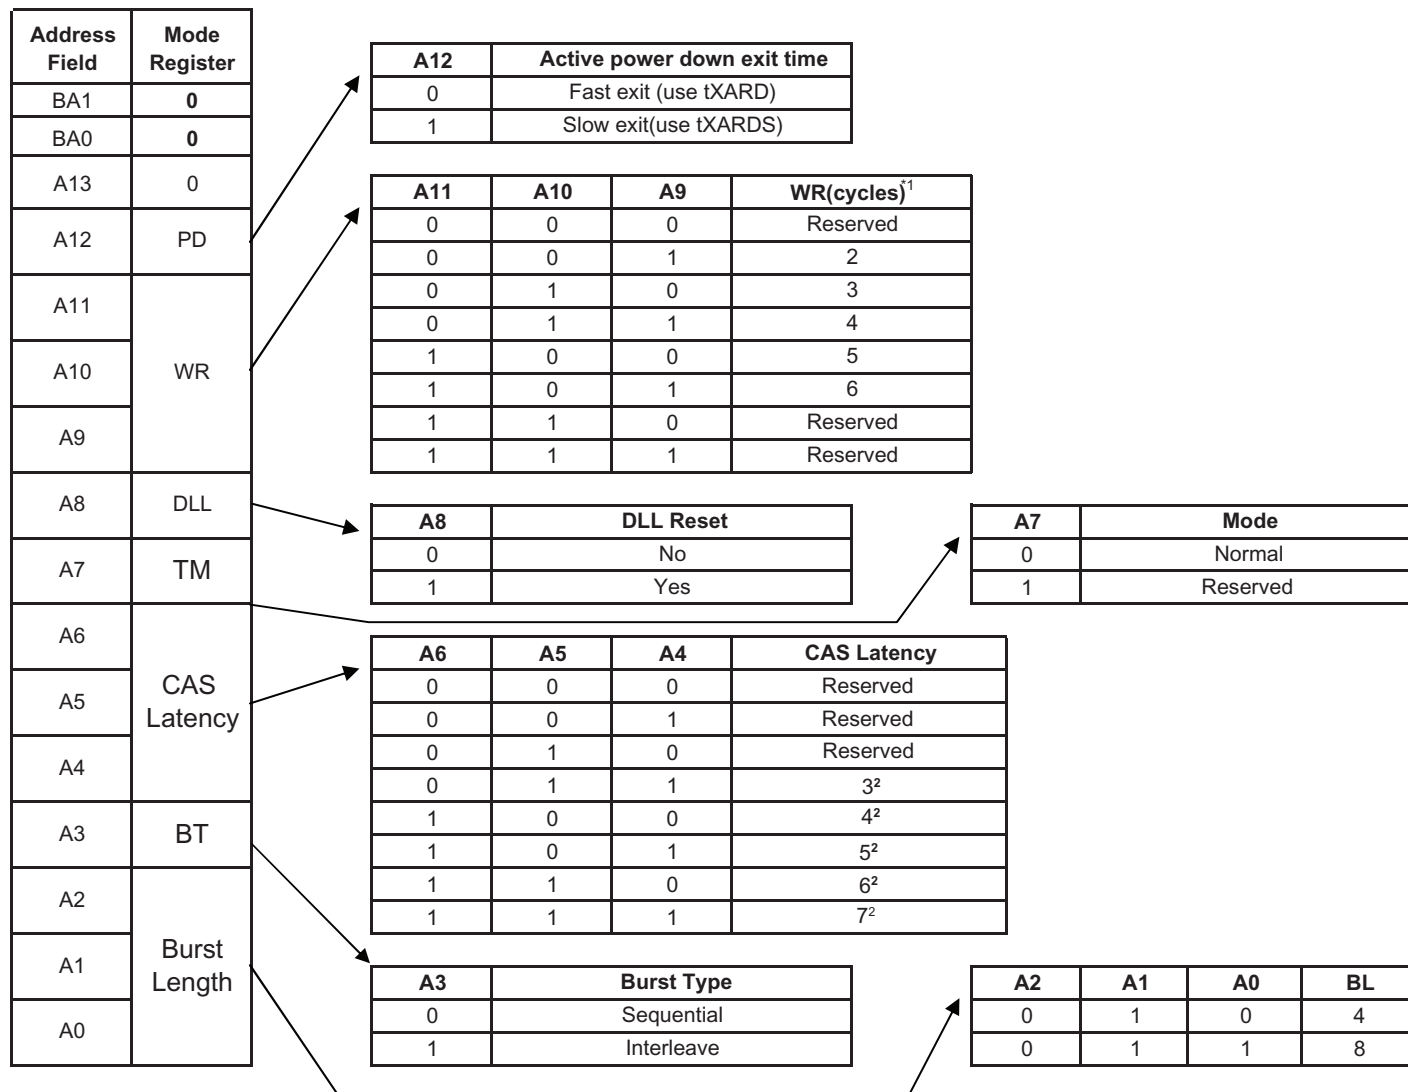 Address Field | Mode Register
BA1 | 0
BA0 | 0
A13 | 0
A12 | PD
A11
A10 | WR
A9
A8 | DLL
A7 | TM
A6
A5 | CAS Latency
A4
A3 | BT
A2
A1 | Burst Length
A0
A12 | Active power down exit time
0 | Fast exit (use tXARD)
1 | Slow exit(use tXARDS)
A11 | A10 | A9 | WR(cycles)*1
0 | 0 | 0 | Reserved
0 | 0 | 1 | 2
0 | 1 | 0 | 3
0 | 1 | 1 | 4
1 | 0 | 0 | 5
1 | 0 | 1 | 6
1 | 1 | 0 | Reserved
1 | 1 | 1 | Reserved
A8 | DLL Reset
0 | No
1 | Yes
A7 | Mode
0 | Normal
1 | Reserved
A6 | A5 | A4 | CAS Latency
0 | 0 | 0 | Reserved
0 | 0 | 1 | Reserved
0 | 1 | 0 | Reserved
0 | 1 | 1 | 3²
1 | 0 | 0 | 4²
1 | 0 | 1 | 5²
1 | 1 | 0 | 6²
1 | 1 | 1 | 7²
A3 | Burst Type
0 | Sequential
1 | Interleave
A2 | A1 | A0 | BL
0 | 1 | 0 | 4
0 | 1 | 1 | 8